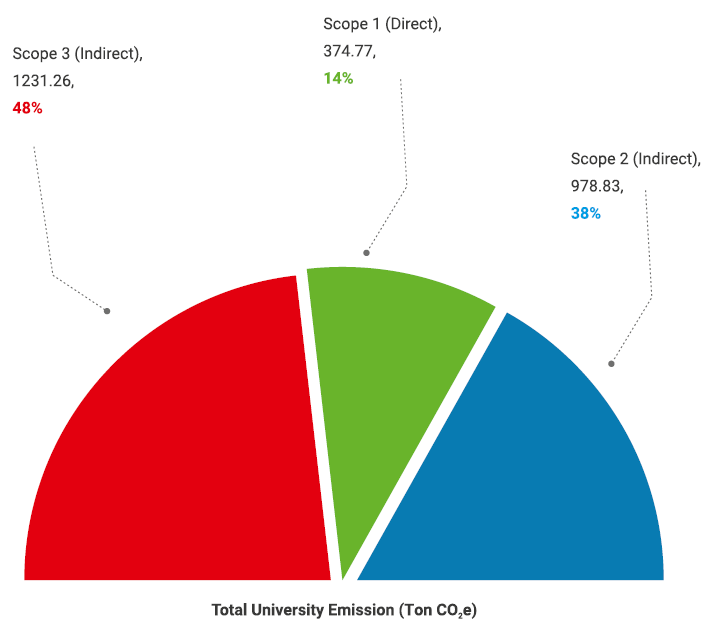 Scope 1 (Direct),
374.77,
14%
Scope 3 (Indirect),
1231.26,
48%
Scope 2 (Indirect),
978.83,
38%
Total University Emission (Ton CO₂e)